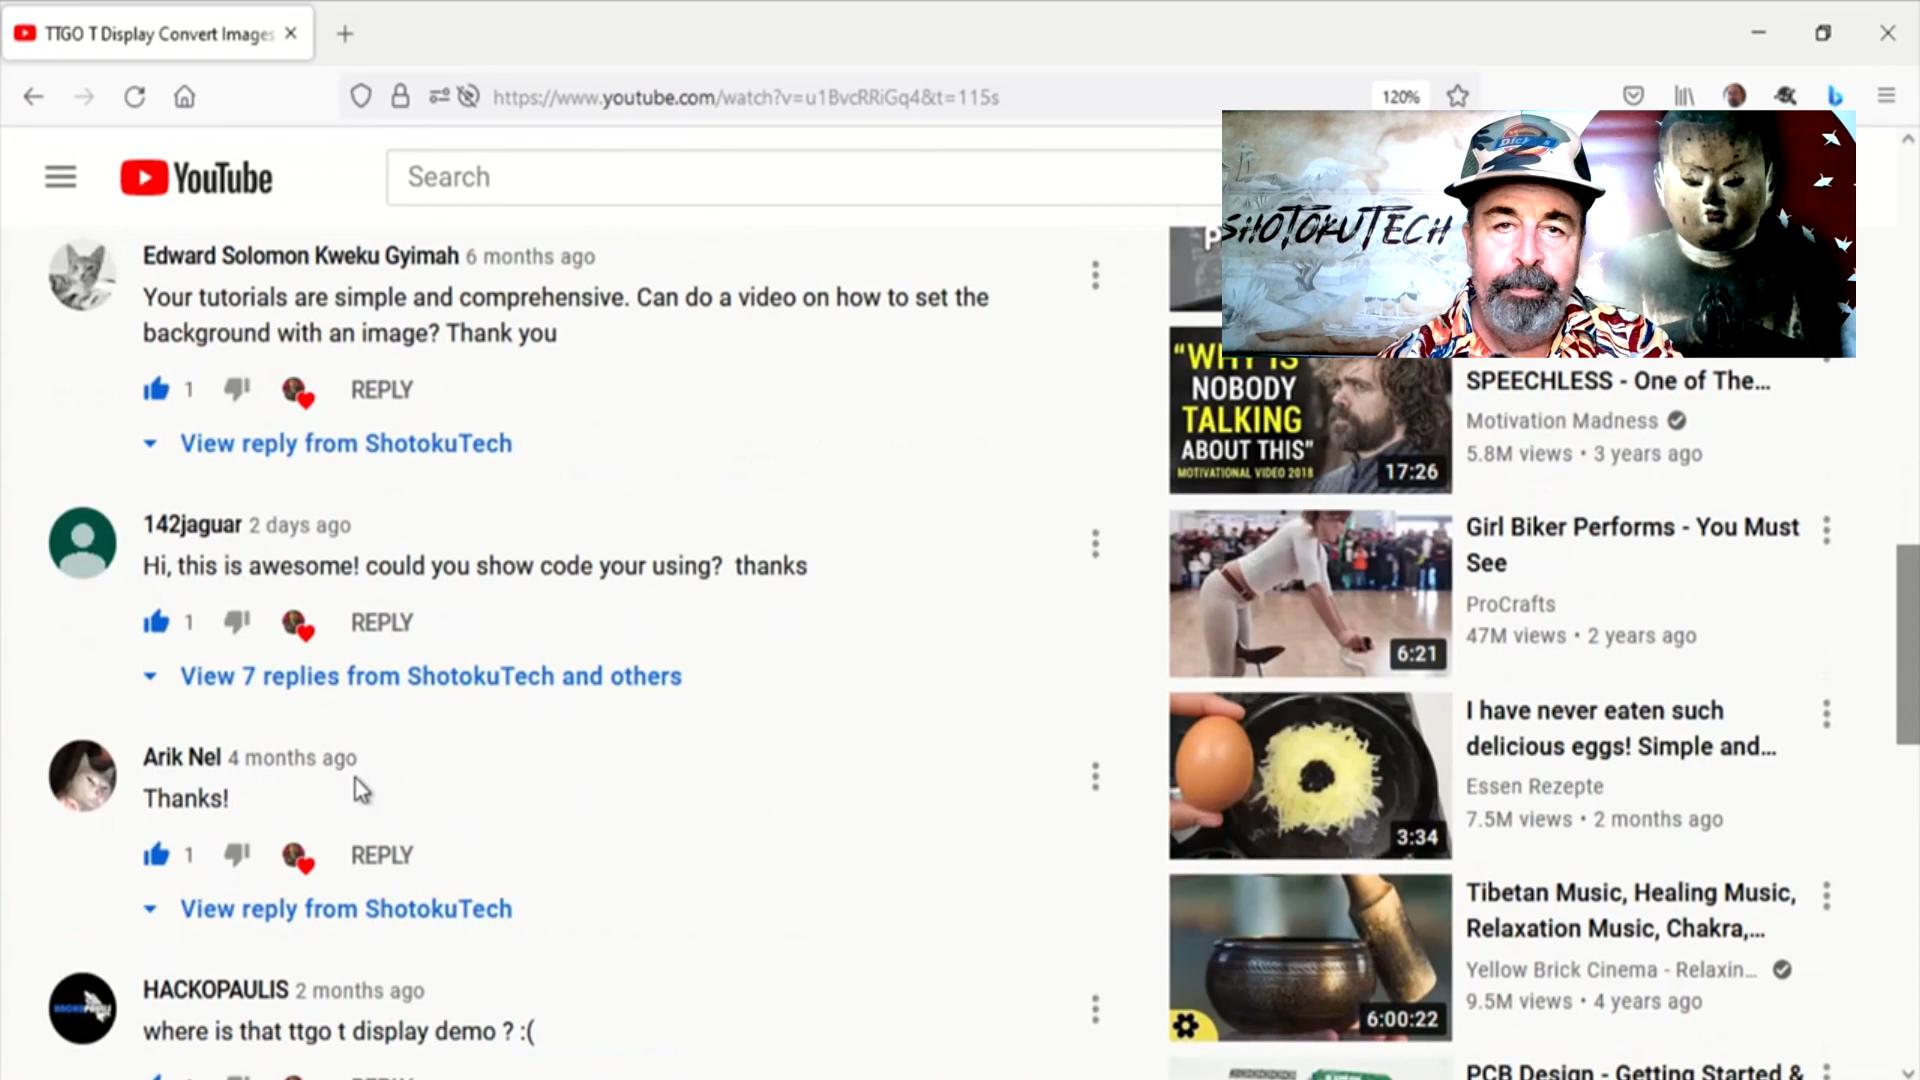 TTGO T Display Convert Images
https://www.youtube.com/watch?v=u1BvcRRiGq4&t=115s
120%
YouTube
Search
SHOTOKUTECH
Edward Solomon Kweku Gyimah 6 months ago
Your tutorials are simple and comprehensive. Can do a video on how to set the
background with an image? Thank you
1 REPLY
View reply from ShotokuTech
142jaguar 2 days ago
Hi, this is awesome! could you show code your using? thanks
1 REPLY
View 7 replies from ShotokuTech and others
Arik Nel 4 months ago
Thanks!
1 REPLY
View reply from ShotokuTech
HACKOPAULIS 2 months ago
where is that ttgo t display demo ? :(
"WHY IS
NOBODY
TALKING
ABOUT THIS"
MOTIVATIONAL VIDEO 2018
17:26
SPEECHLESS - One of The...
Motivation Madness
5.8M views • 3 years ago
6:21
Girl Biker Performs - You Must
See
ProCrafts
47M views • 2 years ago
3:34
I have never eaten such
delicious eggs! Simple and...
Essen Rezepte
7.5M views • 2 months ago
6:00:22
Tibetan Music, Healing Music,
Relaxation Music, Chakra,...
Yellow Brick Cinema - Relaxin...
9.5M views • 4 years ago
PCB Design - Getting Started &